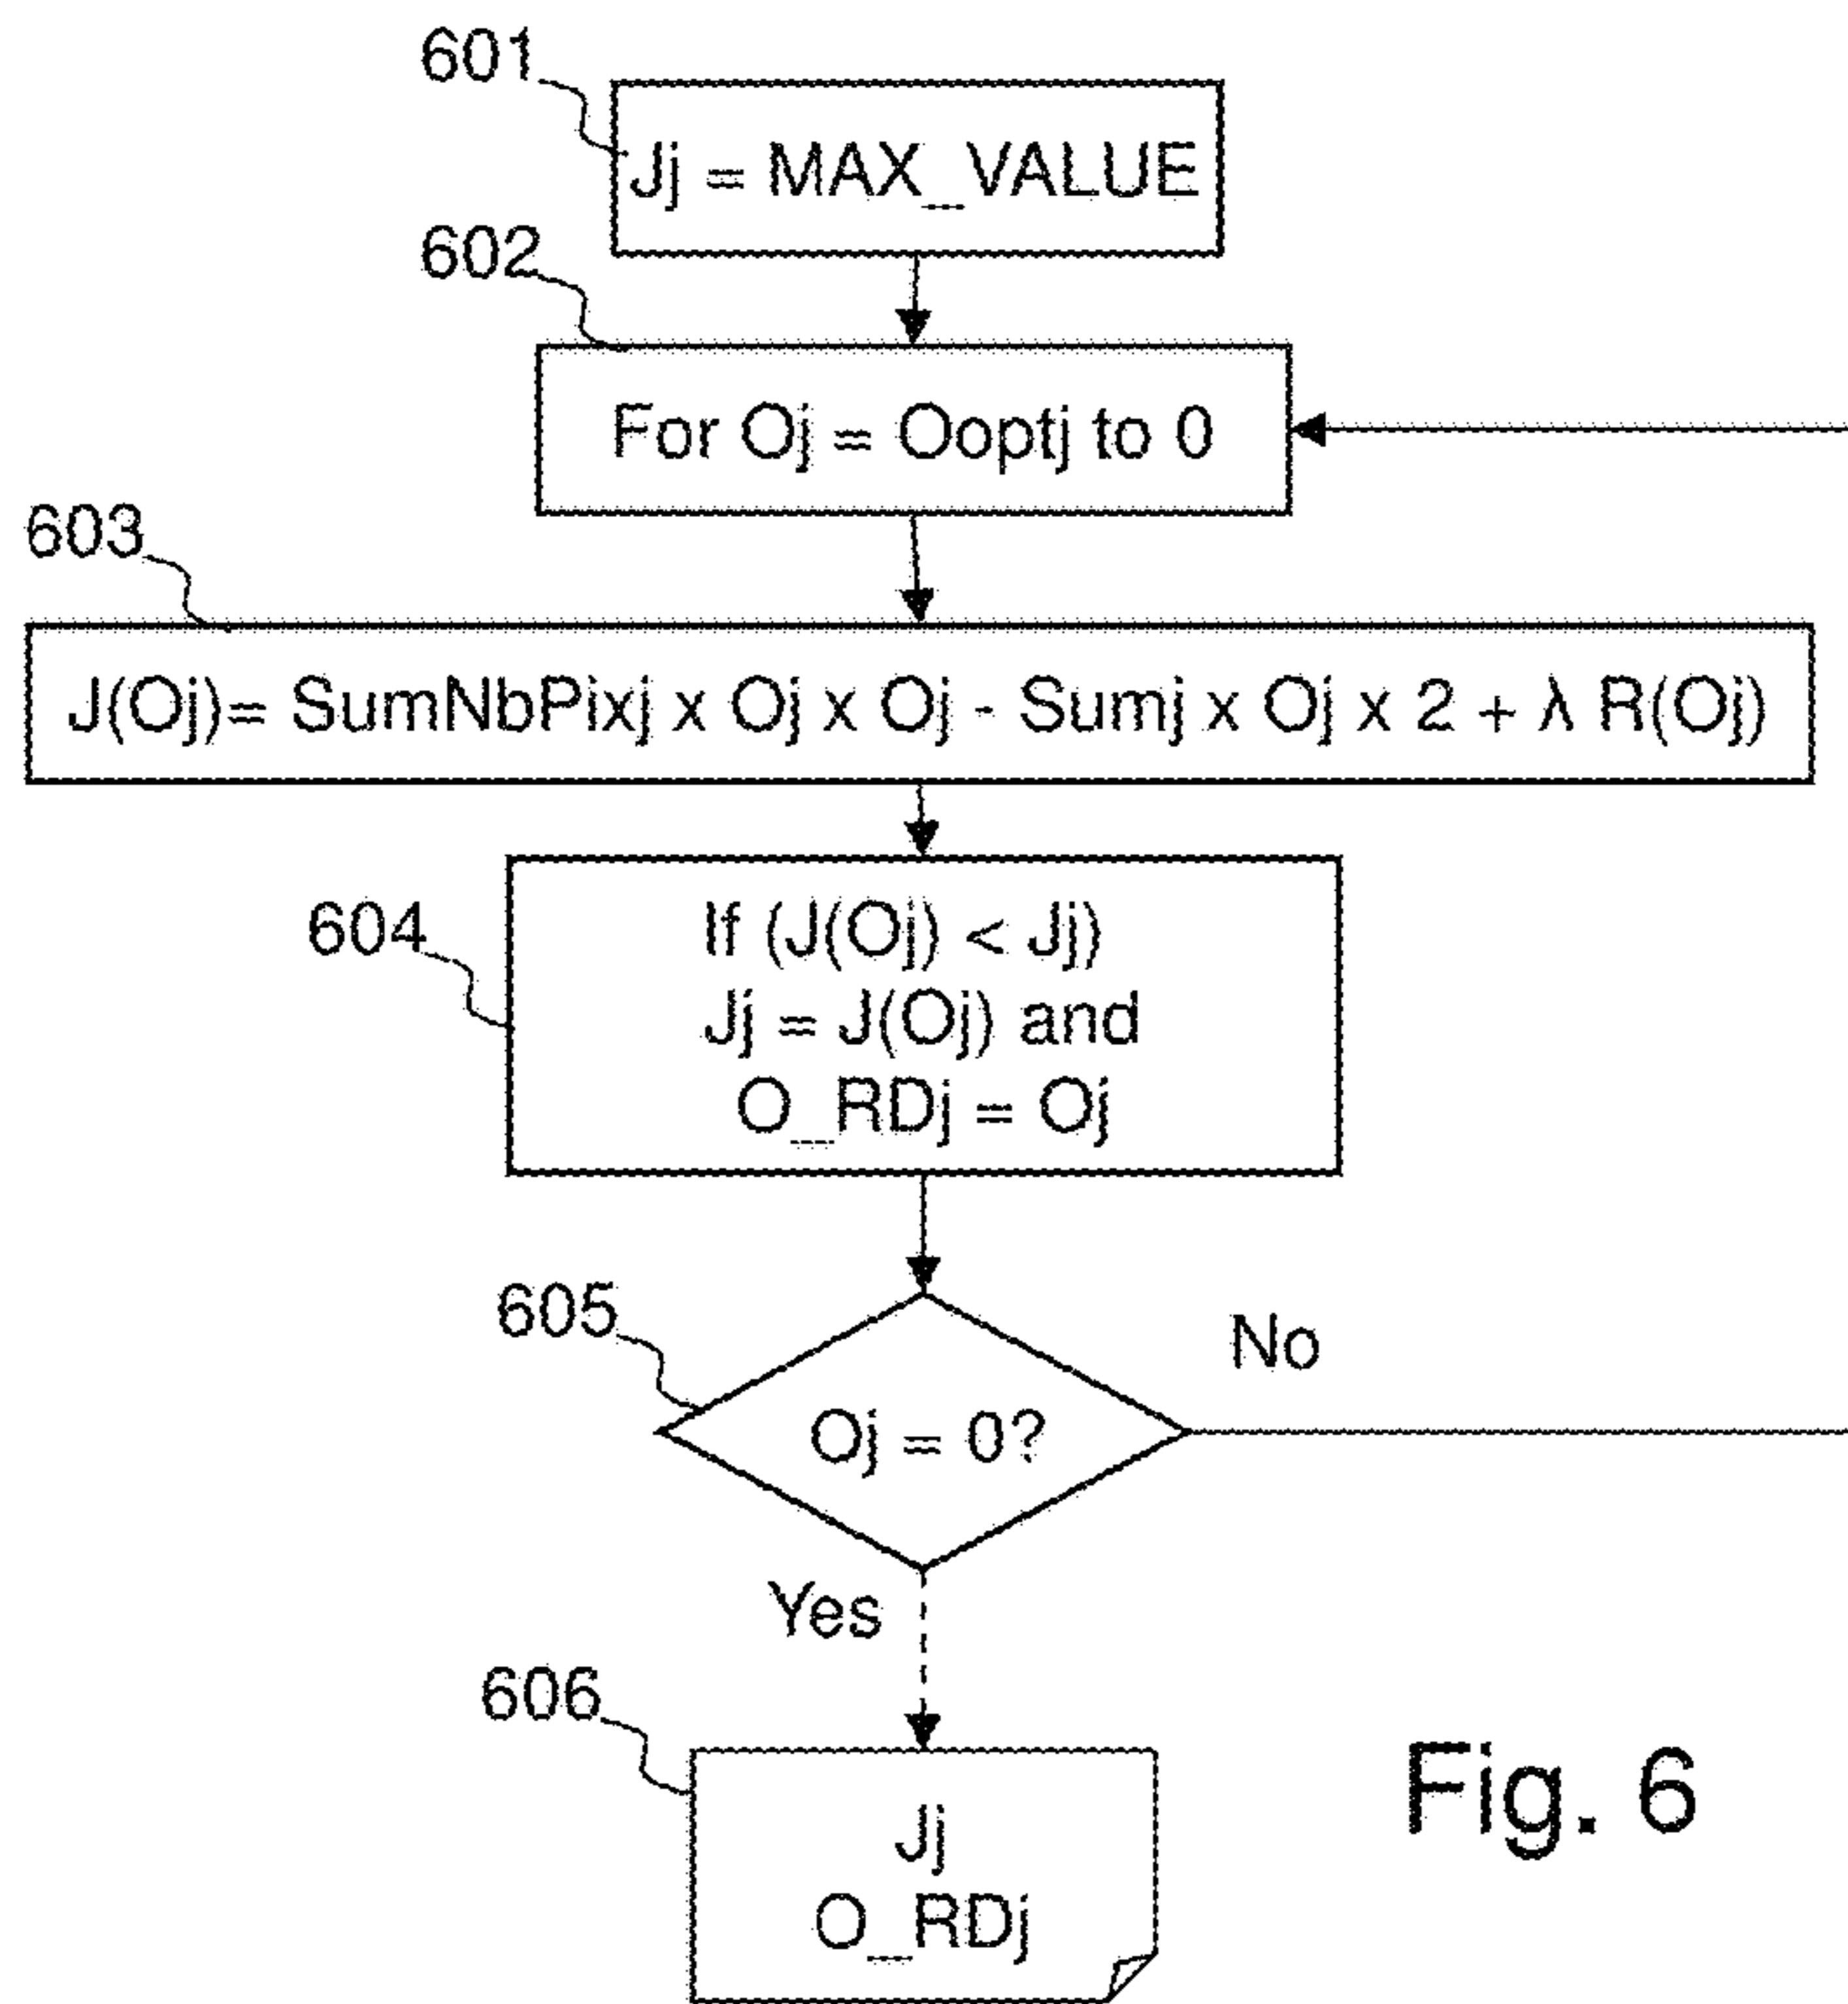 601
Jj = MAX_VALUE
602
For Oj = Ooptj to 0
603
J(Oj)= SumNbPixj x Oj x Oj - Sumj x Oj x 2 + λ R(Oj)
604
If (J(Oj) < Jj)
Jj = J(Oj) and
O_RDj = Oj
605
Oj = 0?
No
Yes
606
Jj
O_RDj
Fig. 6